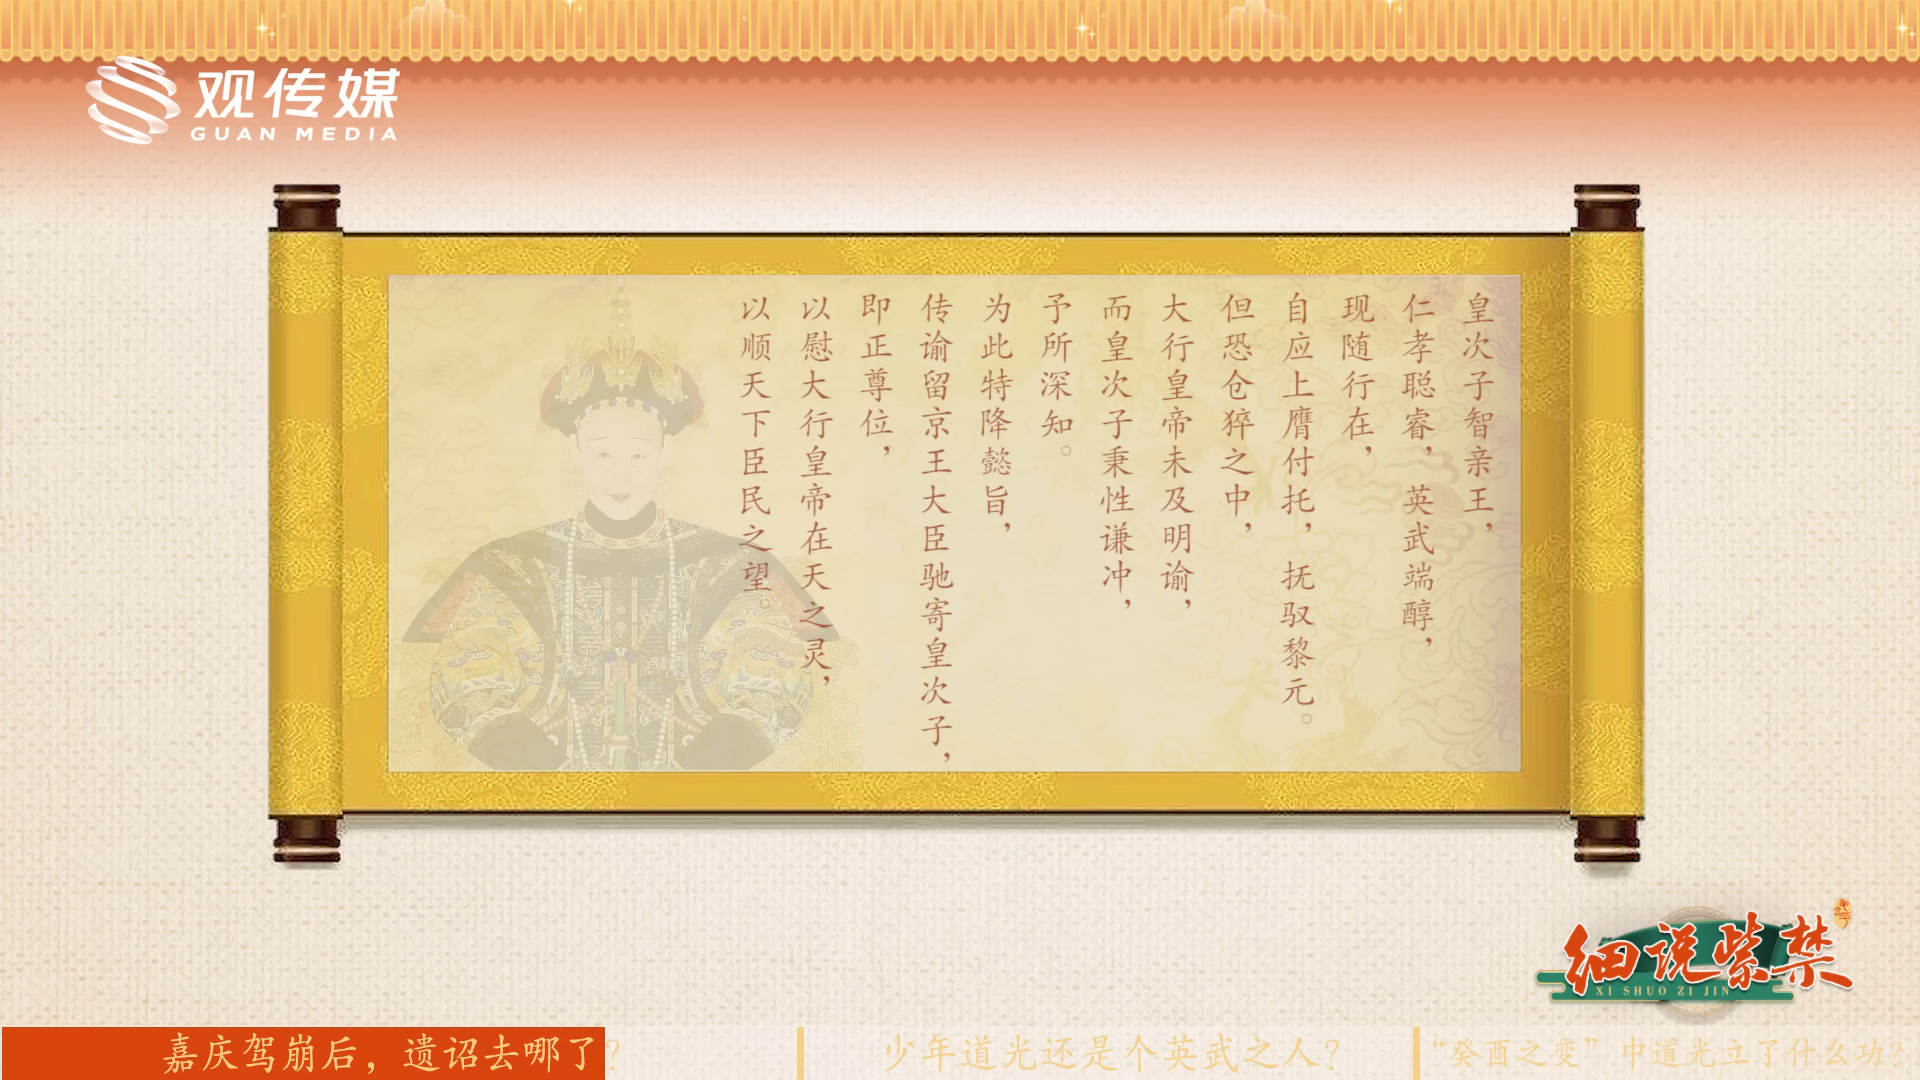 观传媒
GUAN MEDIA
皇次子智亲王，
仁孝聪睿，英武端醇，
现随行在，
自应上膺付托，抚驭黎元。
但恐仓猝之中，
大行皇帝未及明谕，
而皇次子秉性谦冲，
予所深知。
为此特降懿旨，
传谕留京王大臣驰寄皇次子，
即正尊位，
以慰大行皇帝在天之灵，
以顺天下臣民之望。
细说紫禁
XI SHUO ZI JIN
嘉庆驾崩后，遗诏去哪了？
少年道光还是个英武之人？
“癸酉之变”中道光立了什么功？